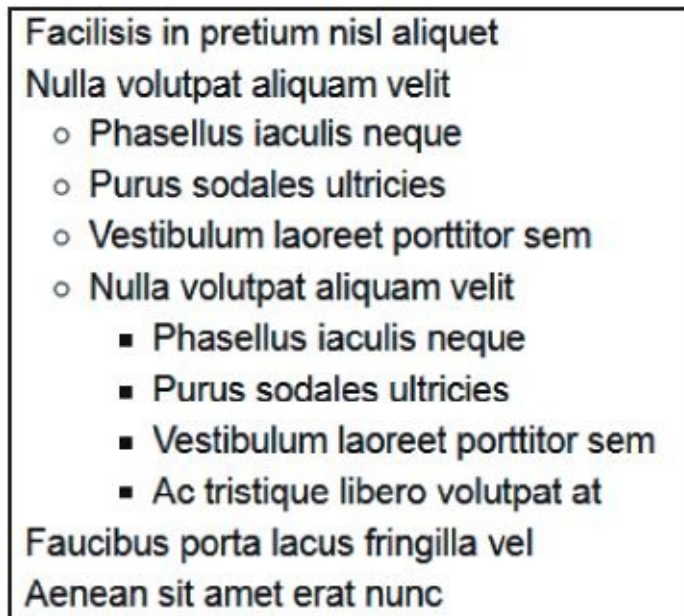 Facilisis in pretium nisl aliquet
Nulla volutpat aliquam velit
○ Phasellus iaculis neque
○ Purus sodales ultricies
○ Vestibulum laoreet porttitor sem
○ Nulla volutpat aliquam velit
▪ Phasellus iaculis neque
▪ Purus sodales ultricies
▪ Vestibulum laoreet porttitor sem
▪ Ac tristique libero volutpat at
Faucibus porta lacus fringilla vel
Aenean sit amet erat nunc